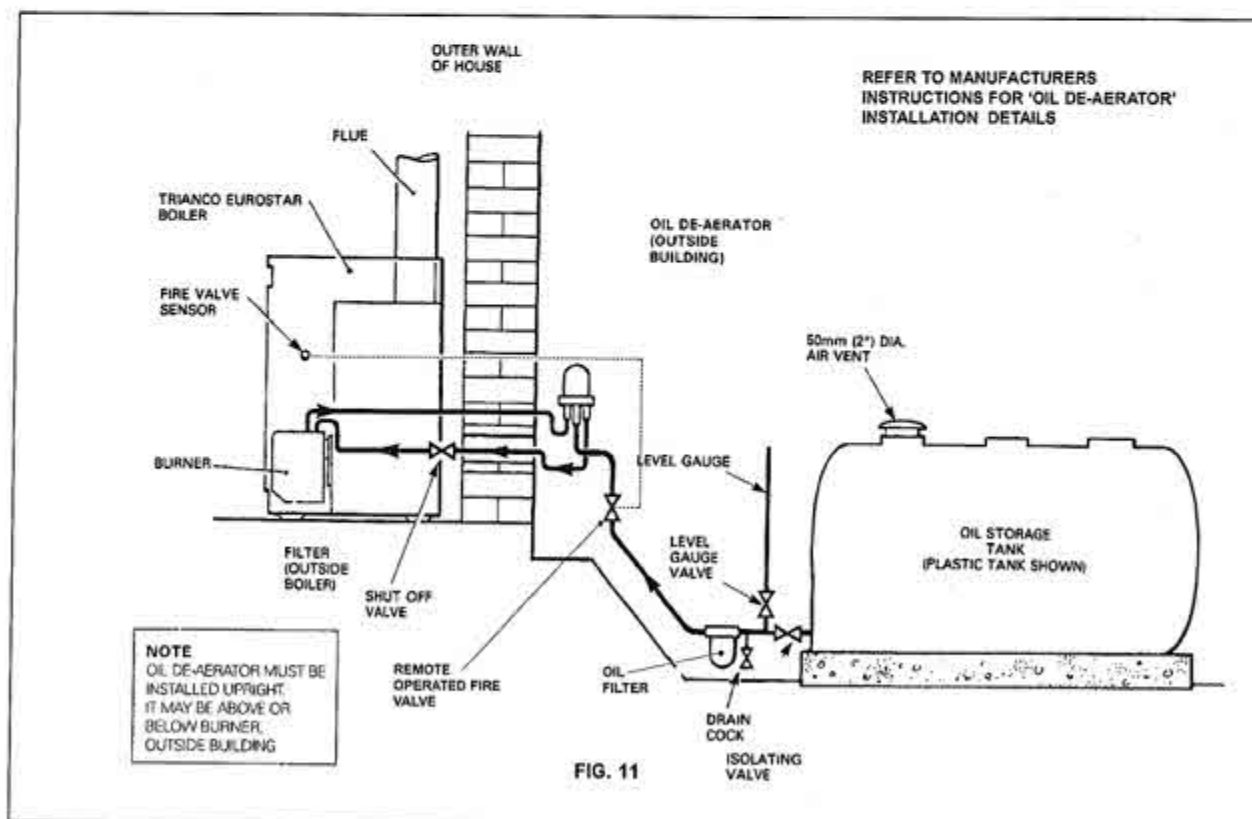 OUTER WALL
OF HOUSE
REFER TO MANUFACTURERS
INSTRUCTIONS FOR 'OIL DE-AERATOR'
INSTALLATION DETAILS
FLUE
TRIANCO EUROSTAR
BOILER
OIL DE-AERATOR
(OUTSIDE
BUILDING)
FIRE VALVE
SENSOR
50mm (2") DIA.
AIR VENT
BURNER
LEVEL GAUGE
OIL STORAGE
TANK
(PLASTIC TANK SHOWN)
LEVEL
GAUGE
VALVE
FILTER
(OUTSIDE
BOILER)
SHUT OFF
VALVE
NOTE
OIL DE-AERATOR MUST BE
INSTALLED UPRIGHT.
IT MAY BE ABOVE OR
BELOW BURNER,
OUTSIDE BUILDING
REMOTE
OPERATED FIRE
VALVE
OIL
FILTER
DRAIN
COCK
ISOLATING
VALVE
FIG. 11